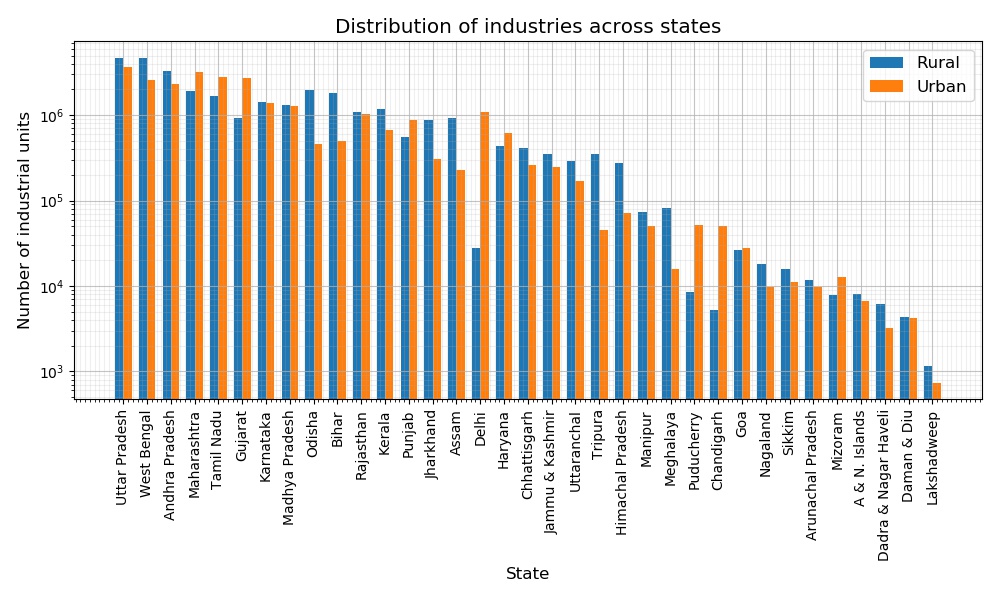 Distribution of industries across states
Rural
Urban
Number of industrial units
10^6
10^5
10^4
10^3
Uttar Pradesh
West Bengal
Andhra Pradesh
Maharashtra
Tamil Nadu
Gujarat
Karnataka
Madhya Pradesh
Odisha
Bihar
Rajasthan
Kerala
Punjab
Jharkhand
Assam
Delhi
Haryana
Chhattisgarh
Jammu & Kashmir
Uttaranchal
Tripura
Himachal Pradesh
Manipur
Meghalaya
Puducherry
Chandigarh
Goa
Nagaland
Sikkim
Arunachal Pradesh
Mizoram
A & N. Islands
Dadra & Nagar Haveli
Daman & Diu
Lakshadweep
State